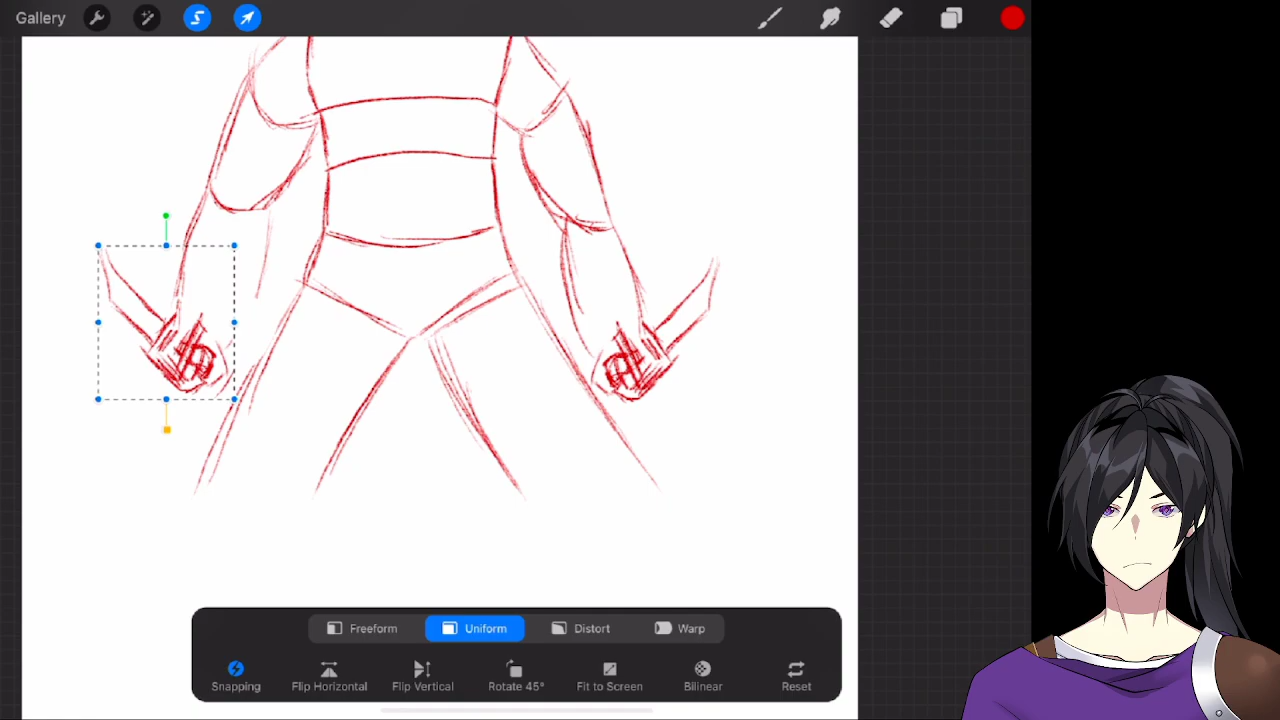 Gallery
Freeform Uniform Distort Warp
Snapping Flip Horizontal Flip Vertical Rotate 45° Fit to Screen Bilinear Reset